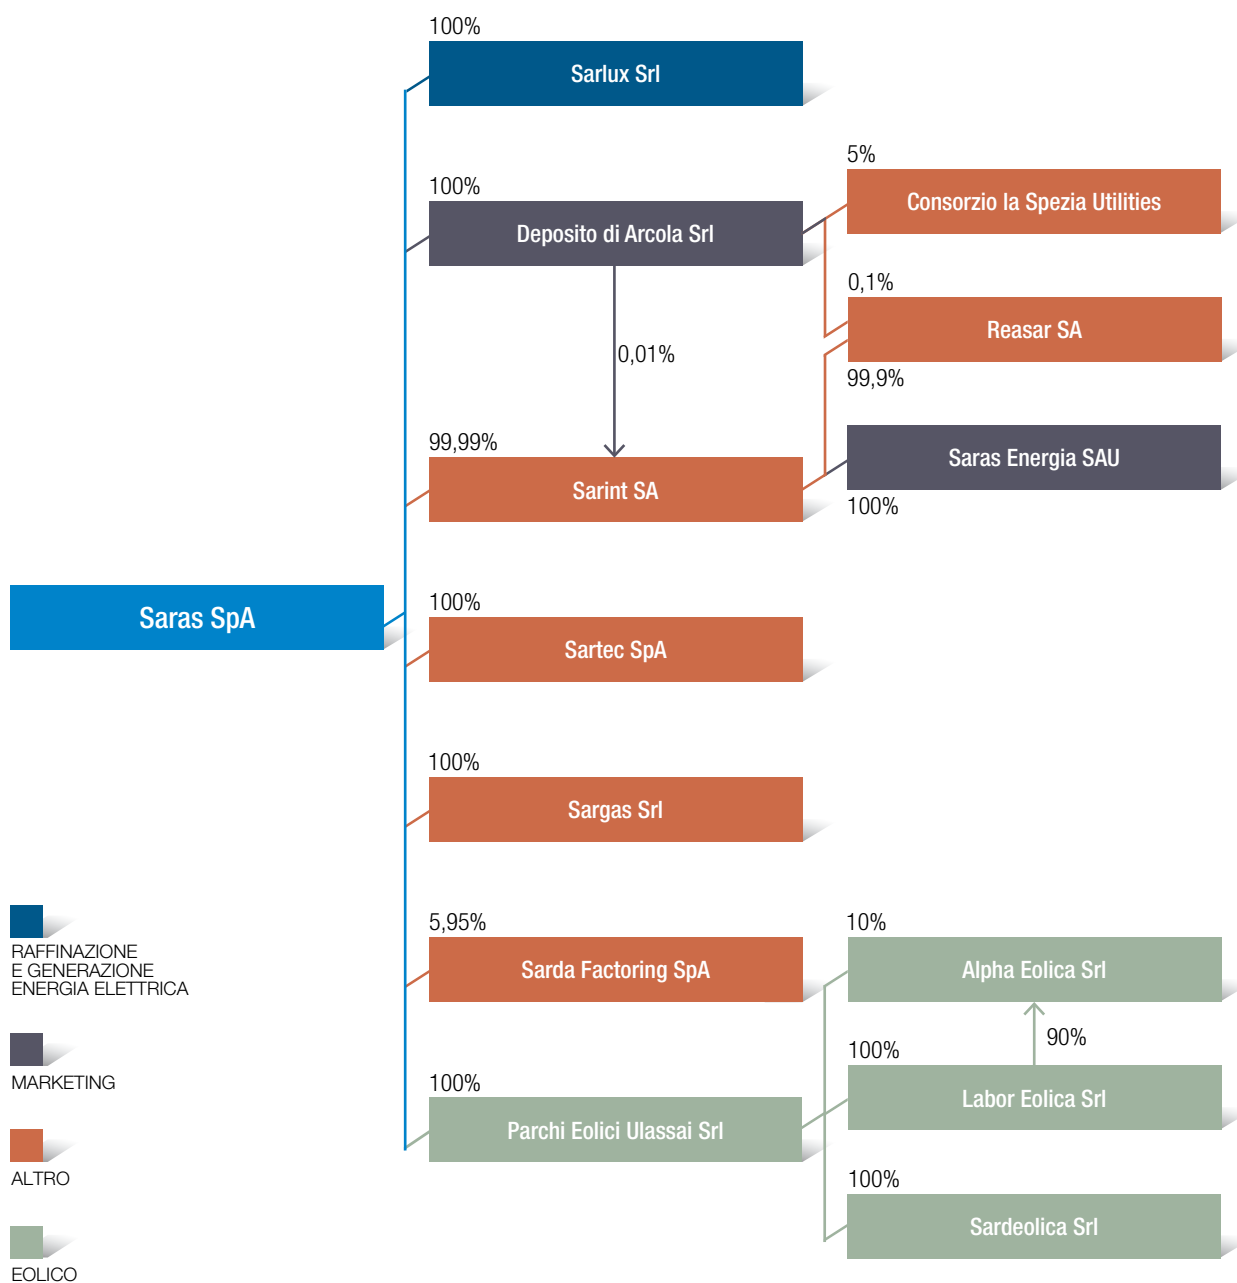 100%
Sarlux Srl
5%
100%
Consorzio la Spezia Utilities
Deposito di Arcola Srl
0,1%
Reasar SA
0,01%
99,9%
99,99%
Saras Energia SAU
Sarint SA
100%
Saras SpA
100%
Sartec SpA
100%
Sargas Srl
5,95%
Sarda Factoring SpA
10%
Alpha Eolica Srl
90%
100%
Labor Eolica Srl
100%
Parchi Eolici Ulassai Srl
100%
Sardeolica Srl
RAFFINAZIONE
E GENERAZIONE
ENERGIA ELETTRICA
MARKETING
ALTRO
EOLICO